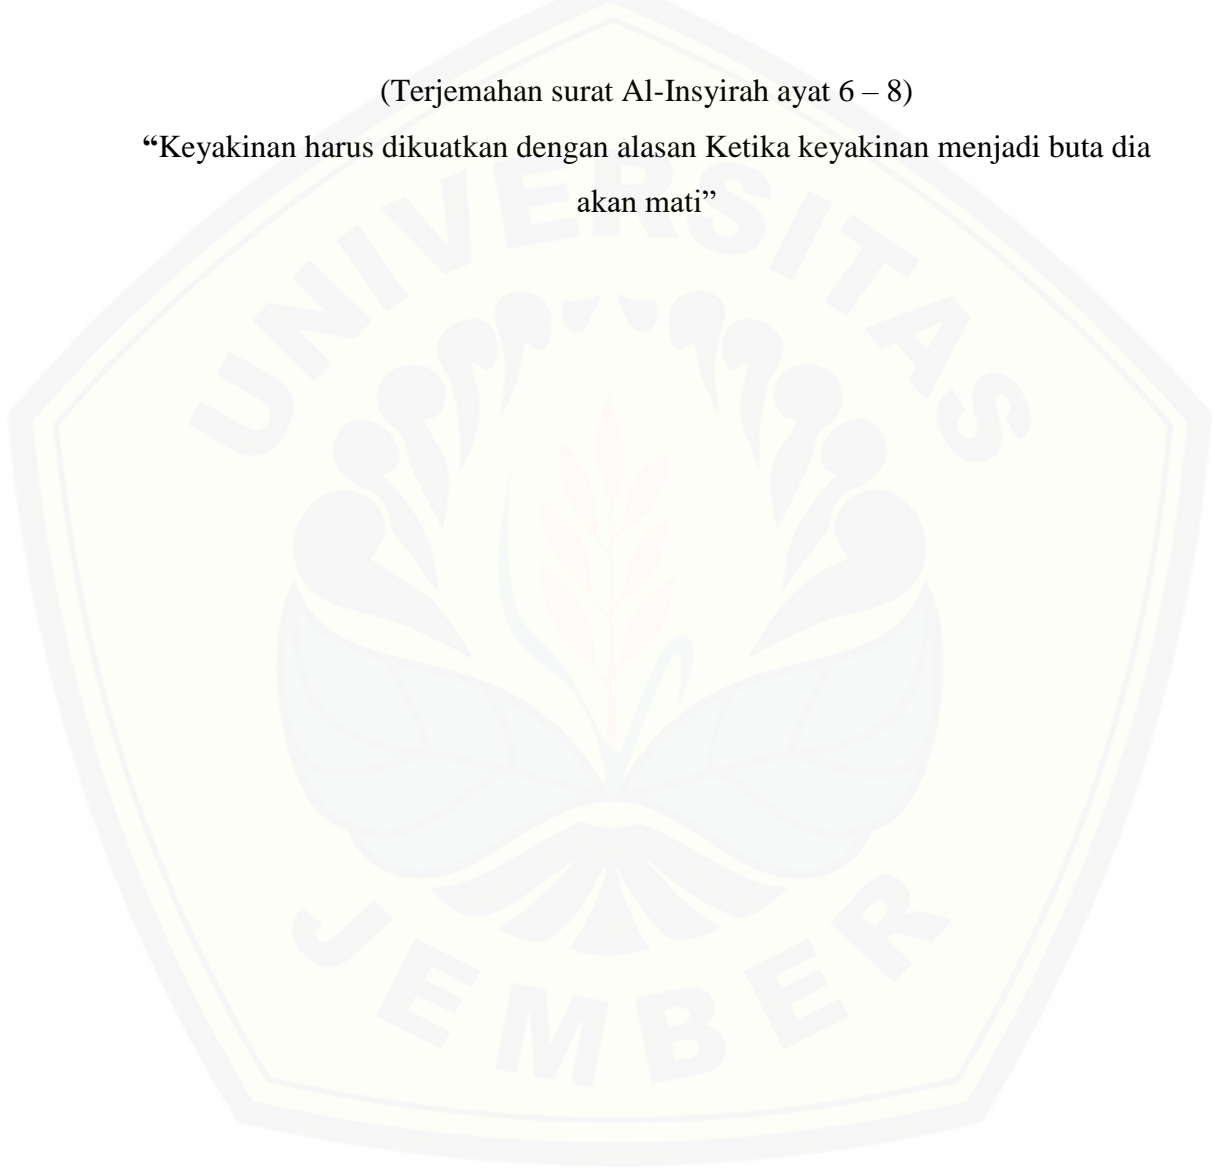 (Terjemahan surat Al-Insyirah ayat 6 – 8)
“Keyakinan harus dikuatkan dengan alasan Ketika keyakinan menjadi buta dia
akan mati”
UNIVERSITAS
JEMBER